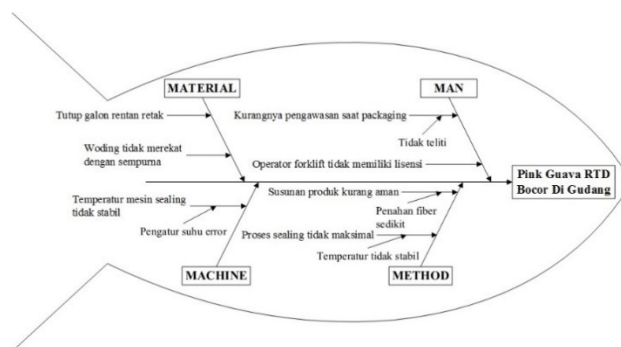 MATERIAL
MAN
Tutup galon rentan retak
Kurangnya pengawasan saat packaging
Tidak teliti
Woding tidak merekat
dengan sempurna
Operator forklift tidak memiliki lisensi
Pink Guava RTD
Bocor Di Gudang
Temperatur mesin sealing
tidak stabil
Susunan produk kurang aman
Penahan fiber
sedikit
Pengatur suhu error
Proses sealing tidak maksimal
Temperatur tidak stabil
MACHINE
METHOD